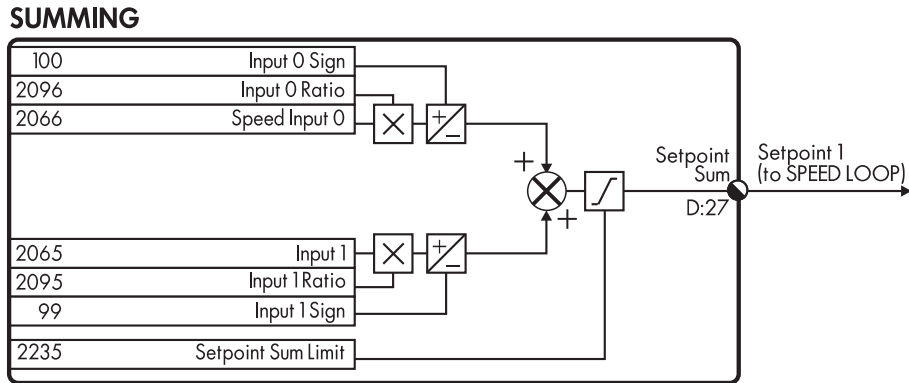 SUMMING
100 Input 0 Sign
2096 Input 0 Ratio
2066 Speed Input 0
+
−
+
Setpoint
Sum
D:27
Setpoint 1
(to SPEED LOOP)
+
2065 Input 1
+
−
2095 Input 1 Ratio
99 Input 1 Sign
2235 Setpoint Sum Limit